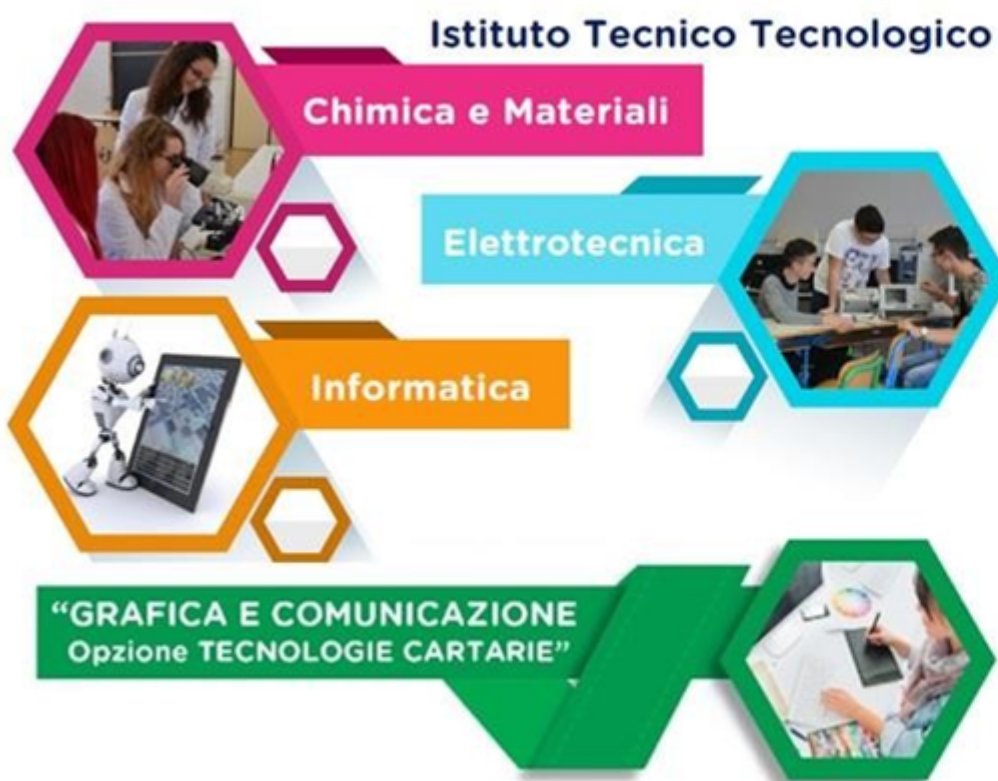 Istituto Tecnico Tecnologico
Chimica e Materiali
Elettrotecnica
Informatica
“GRAFICA E COMUNICAZIONE
Opzione TECNOLOGIE CARTARIE”